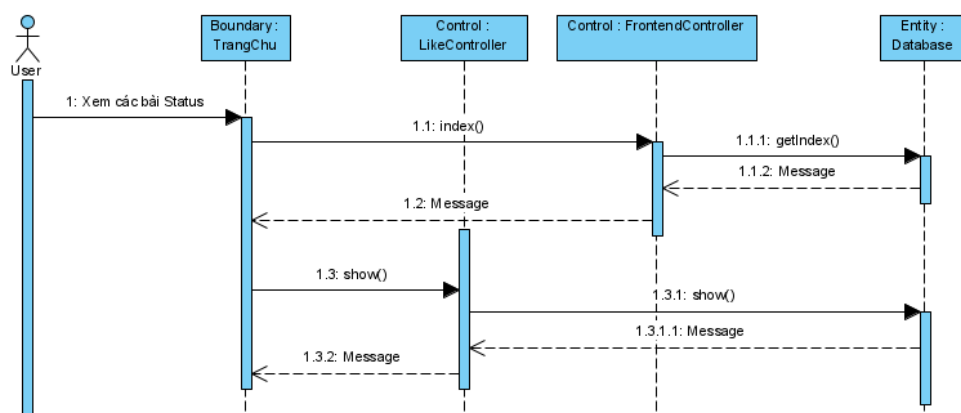 Boundary :
TrangChu
Control :
LikeController
Control : FrontendController
Entity :
Database
User
1: Xem các bài Status
1.1: index()
1.1.1: getIndex()
1.1.2: Message
1.2: Message
1.3: show()
1.3.1: show()
1.3.1.1: Message
1.3.2: Message